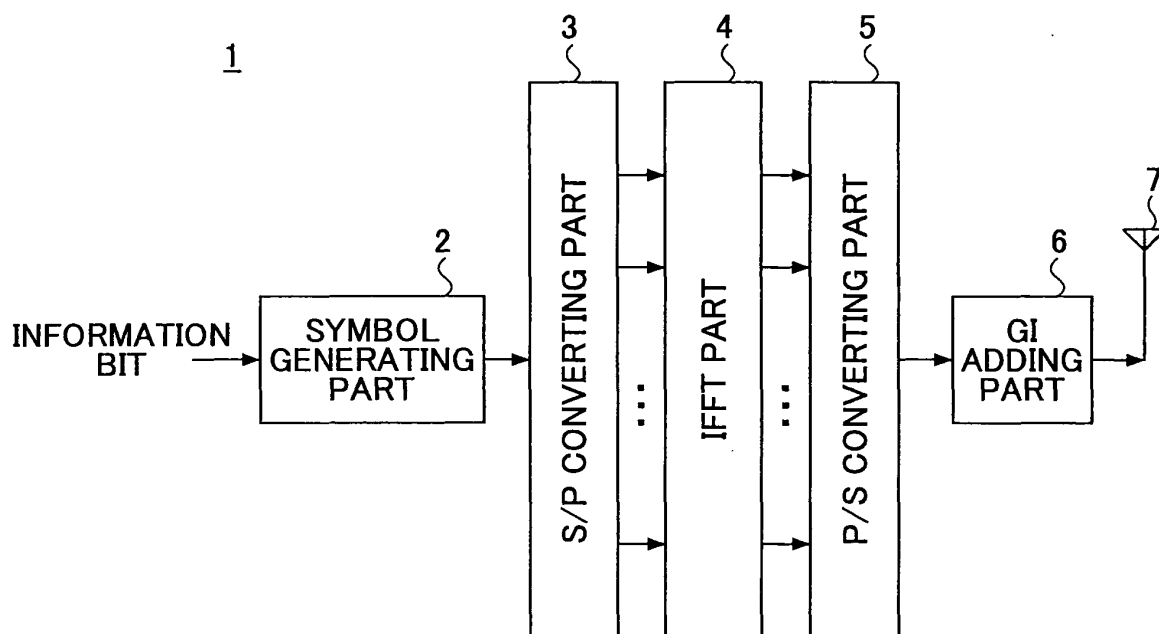 1
3
4
5
7
2
6
INFORMATION
BIT
SYMBOL
GENERATING
PART
S/P CONVERTING PART
IFFT PART
P/S CONVERTING PART
GI
ADDING
PART